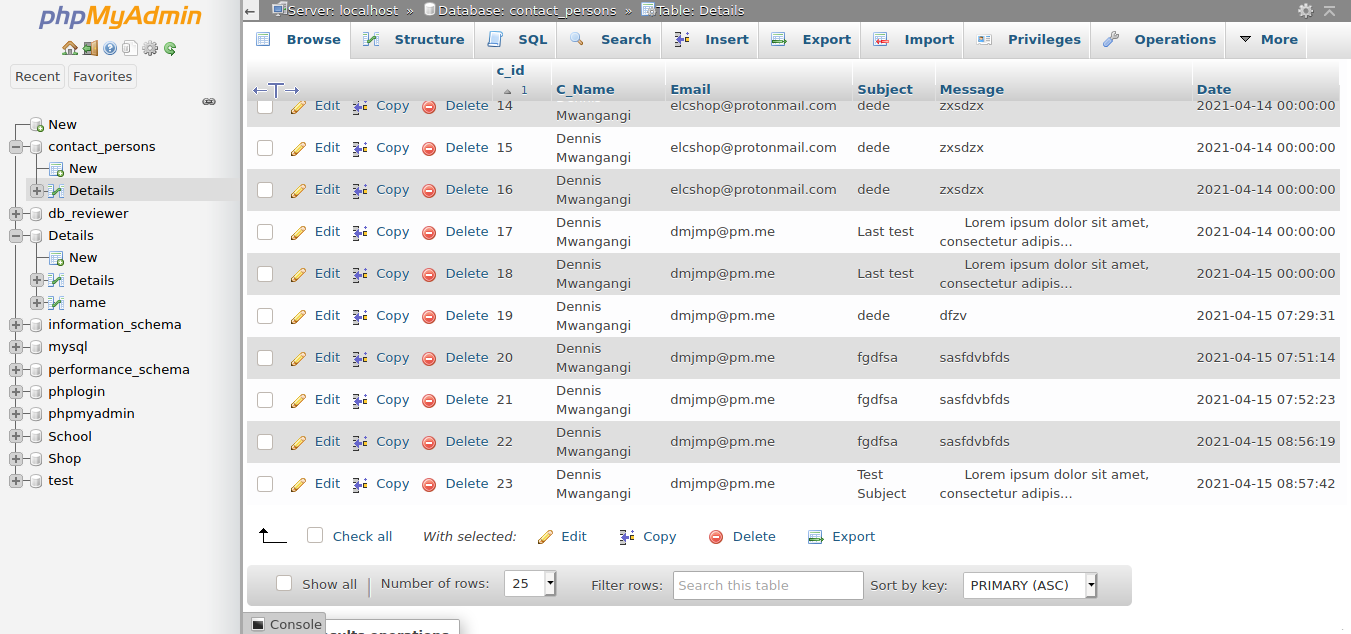 phpMyAdmin
Recent Favorites
New
contact_persons
New
Details
db_reviewer
Details
New
Details
name
information_schema
mysql
performance_schema
phplogin
phpmyadmin
School
Shop
test
Server: localhost » Database: contact_persons » Table: Details
Browse Structure SQL Search Insert Export Import Privileges Operations More
c_id
1 C_Name Email Subject Message Date
Edit Copy Delete 14 elcshop@protonmail.com dede zxsdzx 2021-04-14 00:00:00
Mwangangi
Dennis
Edit Copy Delete 15 elcshop@protonmail.com dede zxsdzx 2021-04-14 00:00:00
Mwangangi
Dennis
Edit Copy Delete 16 elcshop@protonmail.com dede zxsdzx 2021-04-14 00:00:00
Mwangangi
Dennis Lorem ipsum dolor sit amet,
Edit Copy Delete 17 dmjmp@pm.me Last test 2021-04-14 00:00:00
Mwangangi consectetur adipis...
Dennis Lorem ipsum dolor sit amet,
Edit Copy Delete 18 dmjmp@pm.me Last test 2021-04-15 00:00:00
Mwangangi consectetur adipis...
Dennis
Edit Copy Delete 19 dmjmp@pm.me dede dfzv 2021-04-15 07:29:31
Mwangangi
Dennis
Edit Copy Delete 20 dmjmp@pm.me fgdfsa sasfdvbfds 2021-04-15 07:51:14
Mwangangi
Dennis
Edit Copy Delete 21 dmjmp@pm.me fgdfsa sasfdvbfds 2021-04-15 07:52:23
Mwangangi
Dennis
Edit Copy Delete 22 dmjmp@pm.me fgdfsa sasfdvbfds 2021-04-15 08:56:19
Mwangangi
Dennis Test Lorem ipsum dolor sit amet,
Edit Copy Delete 23 dmjmp@pm.me 2021-04-15 08:57:42
Mwangangi Subject consectetur adipis...
Check all With selected: Edit Copy Delete Export
Show all Number of rows: 25 Filter rows: Search this table Sort by key: PRIMARY (ASC)
Console
operations